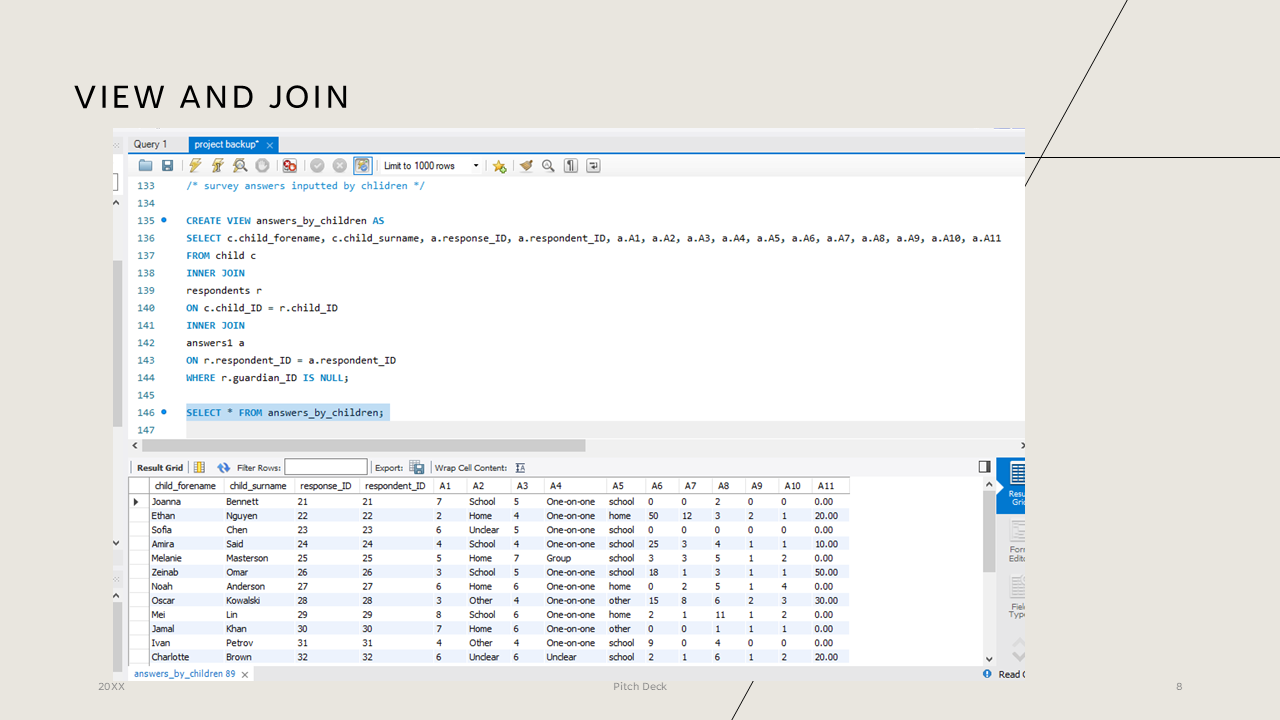 VIEW AND JOIN
Query 1 project backup*
Limit to 1000 rows
133 /* survey answers inputted by chlidren */
134
135 CREATE VIEW answers_by_children AS
136 SELECT c.child_forename, c.child_surname, a.response_ID, a.respondent_ID, a.A1, a.A2, a.A3, a.A4, a.A5, a.A6, a.A7, a.A8, a.A9, a.A10, a.A11
137 FROM child c
138 INNER JOIN
139 respondents r
140 ON c.child_ID = r.child_ID
141 INNER JOIN
142 answers1 a
143 ON r.respondent_ID = a.respondent_ID
144 WHERE r.guardian_ID IS NULL;
145
146 SELECT * FROM answers_by_children;
147
Result Grid Filter Rows: Export: Wrap Cell Content:
child_forename child_surname response_ID respondent_ID A1 A2 A3 A4 A5 A6 A7 A8 A9 A10 A11
Joanna Bennett 21 21 7 School 5 One-on-one school 0 0 2 0 0 0.00
Ethan Nguyen 22 22 2 Home 4 One-on-one home 50 12 3 2 1 20.00
Sofia Chen 23 23 6 Unclear 5 One-on-one school 0 0 0 0 0 0.00
Amira Said 24 24 4 School 4 One-on-one school 25 3 4 1 1 10.00
Melanie Masterson 25 25 5 Home 7 Group school 3 3 5 1 2 0.00
Zeinab Omar 26 26 3 School 5 One-on-one school 18 1 3 1 1 50.00
Noah Anderson 27 27 6 Home 6 One-on-one home 0 2 5 1 4 0.00
Oscar Kowalski 28 28 3 Other 4 One-on-one other 15 8 6 2 3 30.00
Mei Lin 29 29 8 School 6 One-on-one home 2 1 11 1 2 0.00
Jamal Khan 30 30 7 Home 6 One-on-one other 0 0 1 1 1 0.00
Ivan Petrov 31 31 4 Other 4 One-on-one school 9 0 4 0 0 0.00
Charlotte Brown 32 32 6 Unclear 6 Unclear school 2 1 6 1 2 20.00
answers_by_children 89
Read
20XX Pitch Deck 8